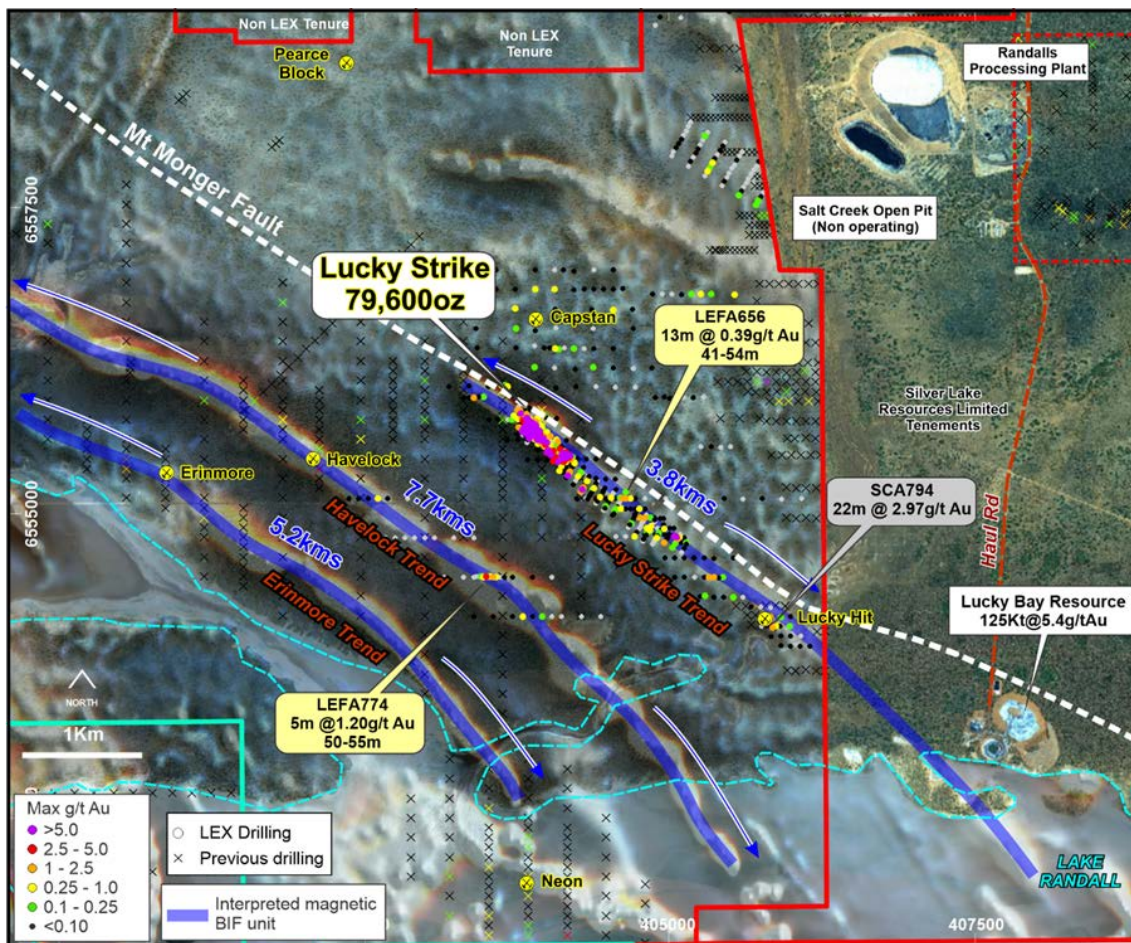 Non LEX Tenure
Non LEX
Tenure
Pearce
Block
Randalls
Processing Plant
Mt Monger Fault
6557500
Salt Creek Open Pit
(Non operating)
Lucky Strike
79,600oz
Capstan
LEFA656
13m @ 0.39g/t Au
41-54m
Silver Lake
Resources Limited
Tenements
Erinmore
Havelock
3.8kms
SCA794
22m @ 2.97g/t Au
7.7kms
Havelock Trend
5.2kms
Erinmore Trend
Lucky Strike Trend
6555000
Haul Rd
Lucky Hit
Lucky Bay Resource
125Kt@5.4g/tAu
LEFA774
5m @1.20g/t Au
50-55m
NORTH
1Km
Max g/t Au
>5.0
2.5 - 5.0
1 - 2.5
0.25 - 1.0
0.1 - 0.25
<0.10
LEX Drilling
Previous drilling
Interpreted magnetic
BIF unit
Neon
LAKE
RANDALL
405000
407500